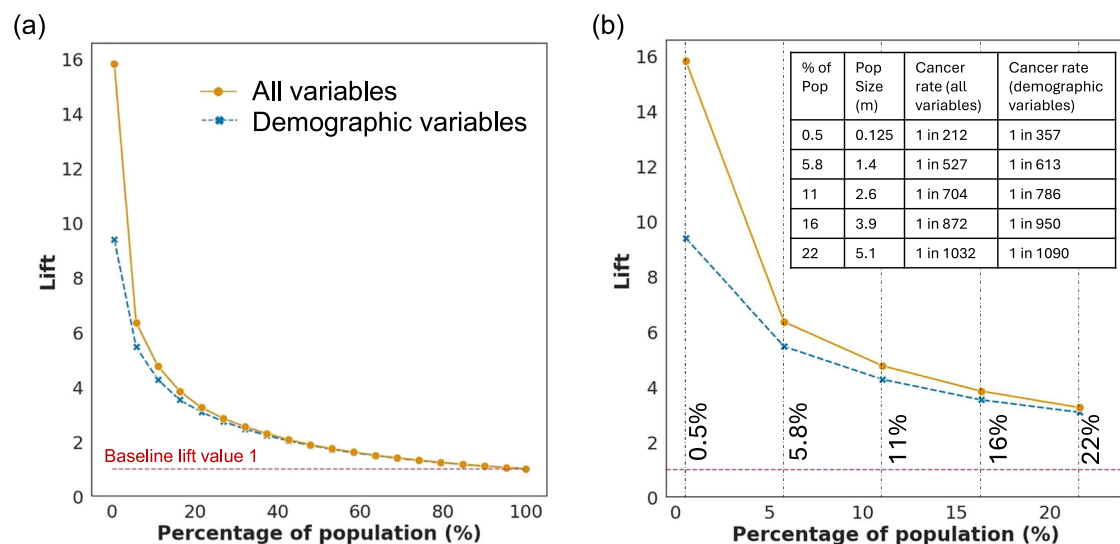 (a)
Lift
16
14
12
10
8
6
4
2
0
All variables
Demographic variables
Baseline lift value 1
0 20 40 60 80 100
Percentage of population (%)
(b)
Lift
16
14
12
10
8
6
4
2
0
% of Pop
Pop Size (m)
Cancer rate (all variables)
Cancer rate (demographic variables)
0.5 0.125 1 in 212 1 in 357
5.8 1.4 1 in 527 1 in 613
11 2.6 1 in 704 1 in 786
16 3.9 1 in 872 1 in 950
22 5.1 1 in 1032 1 in 1090
0.5%
5.8%
11%
16%
22%
0 5 10 15 20
Percentage of population (%)